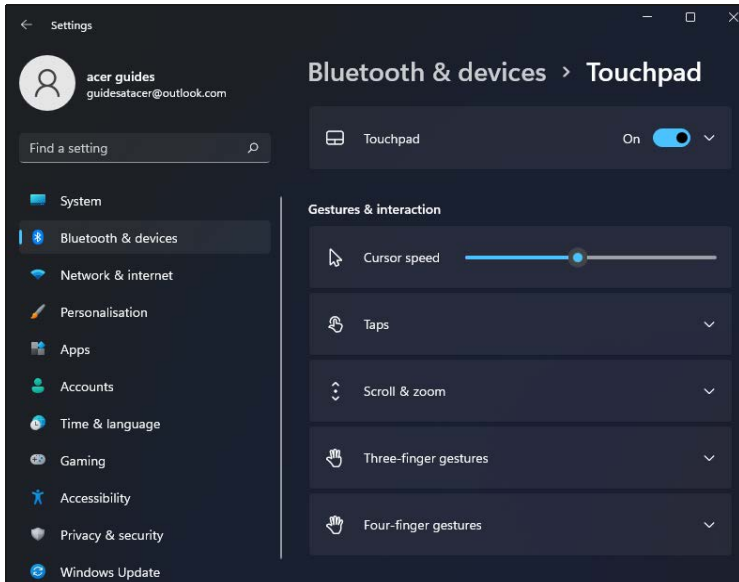 Settings
acer guides
guidesatacer@outlook.com
Find a setting
System
Bluetooth & devices
Network & internet
Personalisation
Apps
Accounts
Time & language
Gaming
Accessibility
Privacy & security
Windows Update
Bluetooth & devices > Touchpad
Touchpad On
Gestures & interaction
Cursor speed
Taps
Scroll & zoom
Three-finger gestures
Four-finger gestures